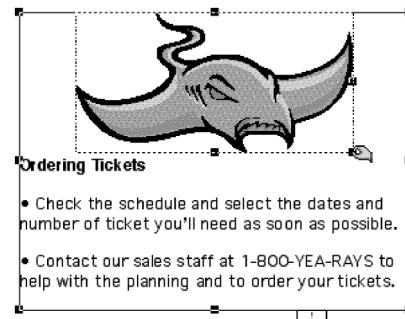 Ordering Tickets
• Check the schedule and select the dates and
number of ticket you'll need as soon as possible.
• Contact our sales staff at 1-800-YEA-RAYS to
help with the planning and to order your tickets.